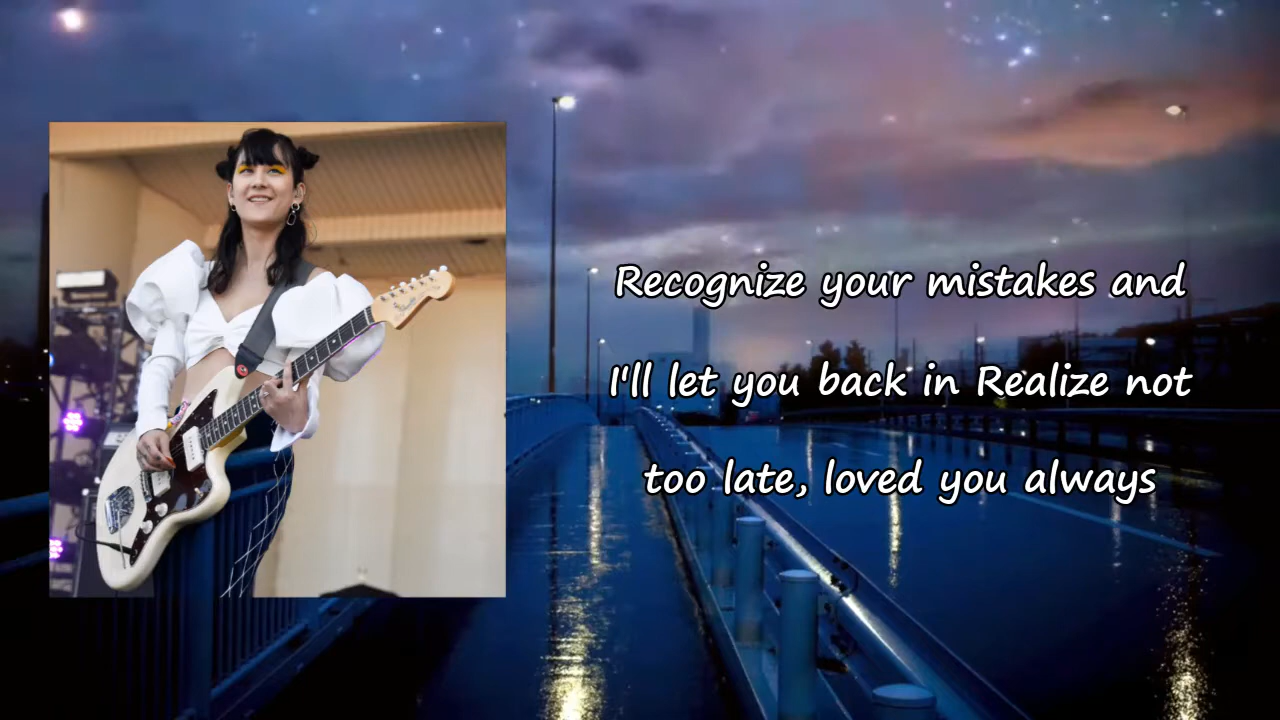 Recognize your mistakes and
I'll let you back in Realize not
too late, loved you always